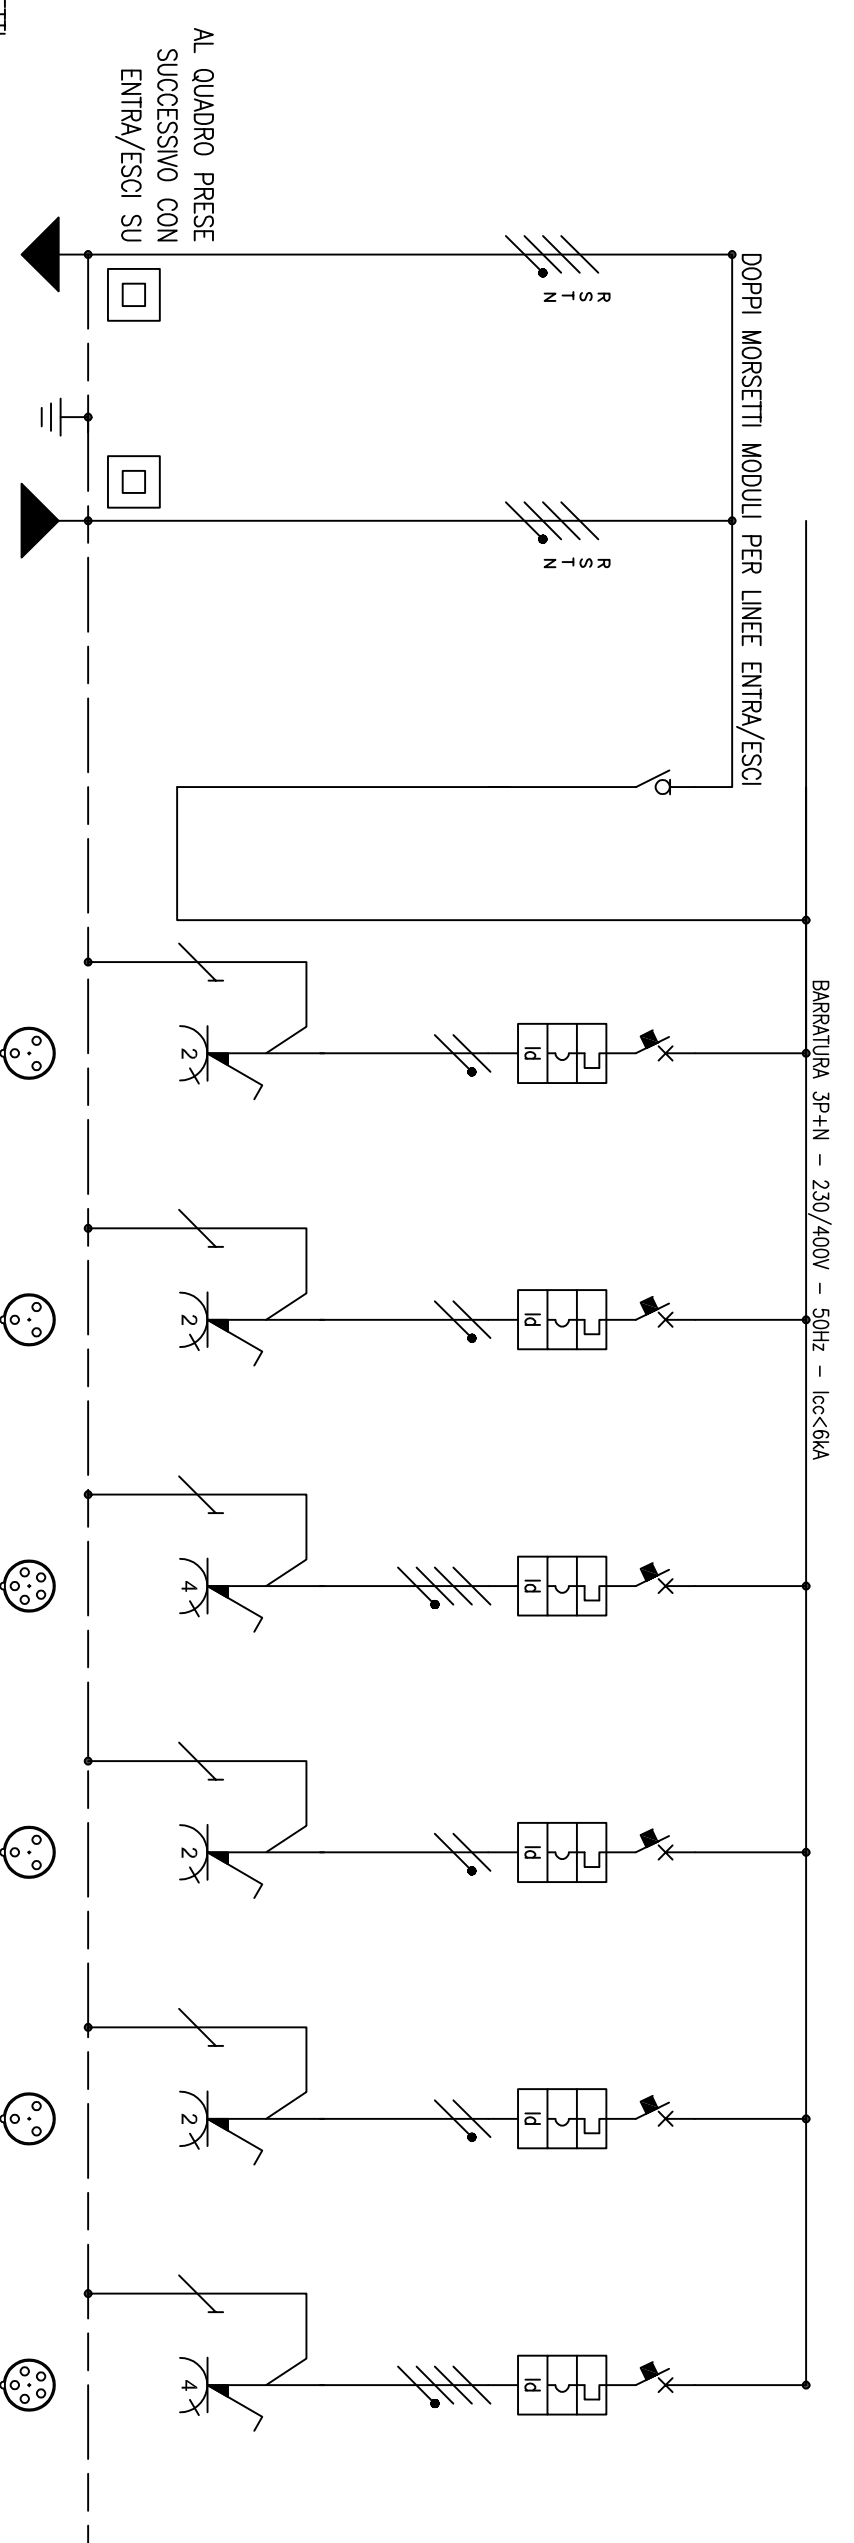 BARRATURA 3P+N – 230/400V – 50Hz – Icc<6kA
DOPPI MORSETTI MODULI PER LINEE ENTRA/ESCI
R
S
T
N
R
S
T
N
Id
Id
Id
Id
Id
Id
AL QUADRO PRESE
SUCCESSIVO CON
ENTRA/ESCI SU
2
2
4
2
2
4